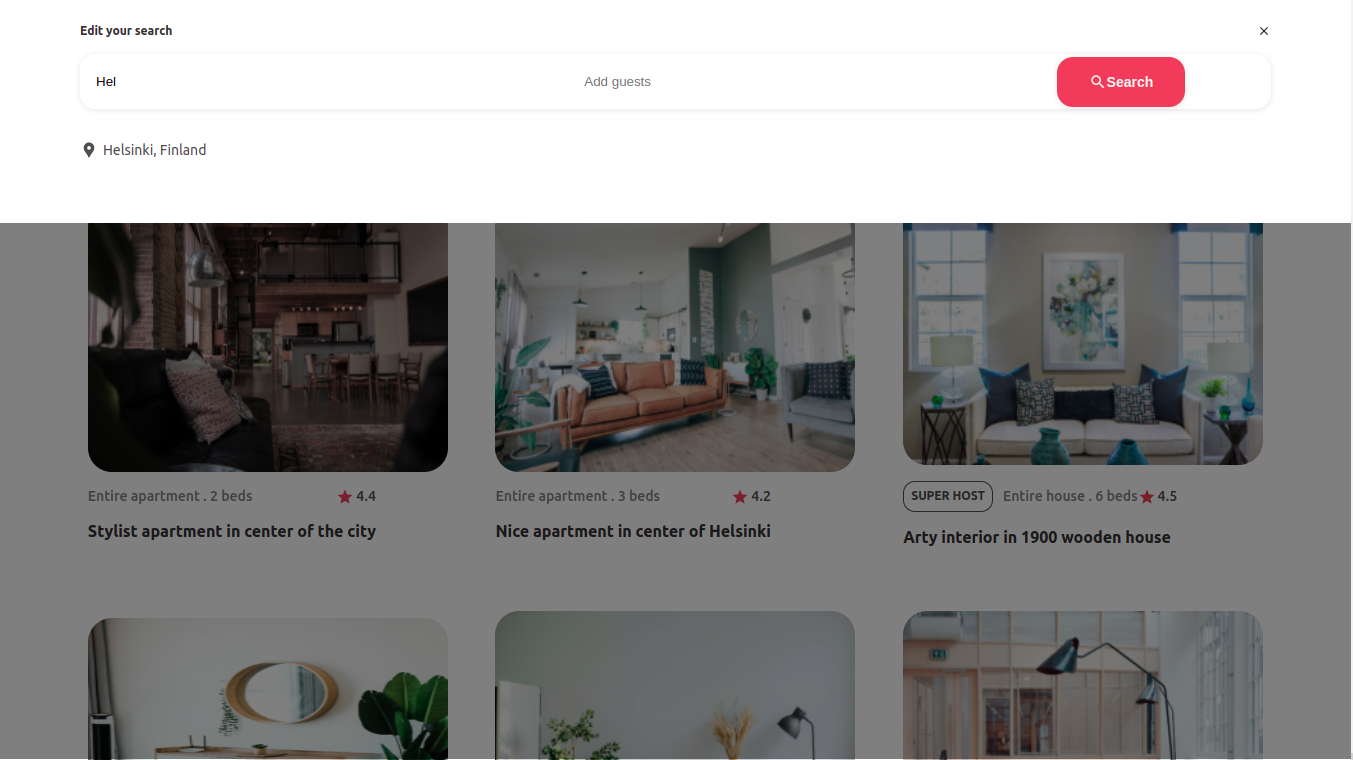 Edit your search
Hel
Add guests
Search
Helsinki, Finland
Entire apartment . 2 beds
4.4
Stylist apartment in center of the city
Entire apartment . 3 beds
4.2
Nice apartment in center of Helsinki
SUPER HOST
Entire house . 6 beds
4.5
Arty interior in 1900 wooden house